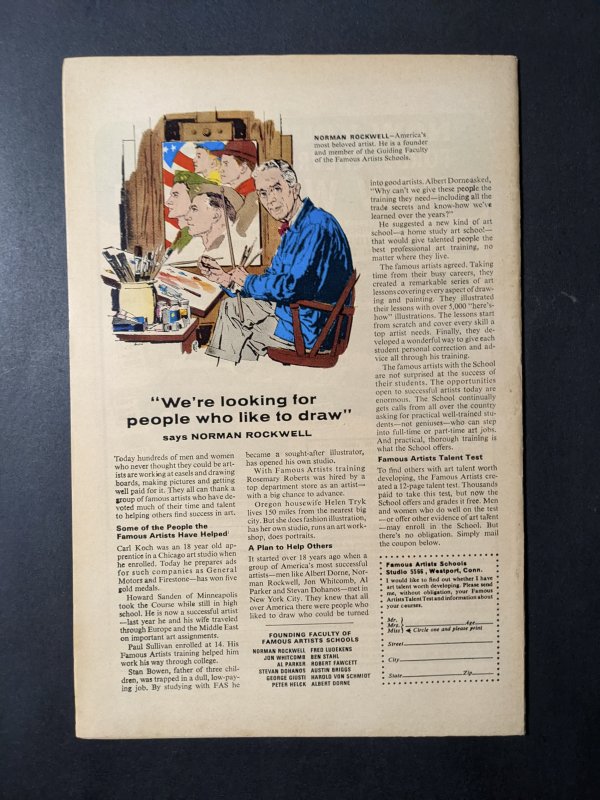 NORMAN ROCKWELL—America's
most beloved artist. He is a founder
and member of the Guiding Faculty
of the Famous Artists Schools.
"We're looking for
people who like to draw"
says NORMAN ROCKWELL
Today hundreds of men and women
who never thought they could be art-
ists are working at easels and drawing
boards, making pictures and getting
well paid for it. They all can thank a
group of famous artists who have de-
voted much of their time and talent
to helping others find success in art.
Some of the People the
Famous Artists Have Helped
Carl Koch was an 18 year old ap-
prentice in a Chicago art studio when
he enrolled. Today he prepares ads
for such companies as General
Motors and Firestone—has won five
gold medals.
Howard Sanden of Minneapolis
took the Course while still in high
school. He is now a successful artist
—last year he and his wife traveled
through Europe and the Middle East
on important art assignments.
Paul Sullivan enrolled at 14. His
Famous Artists training helped him
work his way through college.
Stan Bowen, father of three chil-
dren, was trapped in a dull, low-pay-
ing job. By studying with FAS he
became a sought-after illustrator,
has opened his own studio.
With Famous Artists training
Rosemary Roberts was hired by a
top department store as an artist—
with a big chance to advance.
Oregon housewife Helen Tryk
lives 150 miles from the nearest big
city. But she does fashion illustration,
has her own studio, runs an art work-
shop, does portraits.
A Plan to Help Others
It started over 18 years ago when a
group of America's most successful
artists—men like Albert Dorne, Nor-
man Rockwell, Jon Whitcomb, Al
Parker and Stevan Dohanos—met in
New York City. They knew that all
over America there were people who
liked to draw who could be turned
FOUNDING FACULTY OF
FAMOUS ARTISTS SCHOOLS
NORMAN ROCKWELL FRED LUDEKENS
JON WHITCOMB BEN STAHL
AL PARKER ROBERT FAWCETT
STEVAN DOHANOS AUSTIN BRIGGS
GEORGE GIUSTI HAROLD VON SCHMIDT
PETER HELCK ALBERT DORNE
into good artists. Albert Dorne asked,
"Why can't we give these people the
training they need—including all the
trade secrets and know-how we've
learned over the years?"
He suggested a new kind of art
school—a home study art school—
that would give talented people the
best professional art training, no
matter where they live.
The famous artists agreed. Taking
time from their busy careers, they
created a remarkable series of art
lessons covering every aspect of draw-
ing and painting. They illustrated
their lessons with over 5,000 "here's-
how" illustrations. The lessons start
from scratch and cover every skill a
top artist needs. Finally, they de-
veloped a wonderful way to give each
student personal correction and ad-
vice all through his training.
The famous artists with the School
are not surprised at the success of
their students. The opportunities
open to successful artists today are
enormous. The School continually
gets calls from all over the country
asking for practical well-trained stu-
dents—not geniuses—who can step
into full-time or part-time art jobs.
And practical, thorough training is
what the School offers.
Famous Artists Talent Test
To find others with art talent worth
developing, the Famous Artists cre-
ated a 12-page talent test. Thousands
paid to take this test, but now the
School offers and grades it free. Men
and women who do well on the test
—or offer other evidence of art talent
—may enroll in the School. But
there's no obligation. Simply mail
the coupon below.
Famous Artists Schools
Studio 5566, Westport, Conn.
I would like to find out whether I have
art talent worth developing. Please send
me, without obligation, your Famous
Artists Talent Test and information about
your courses.
Mr.
Mrs. Age
Miss Circle one and please print
Street
City
State Zip